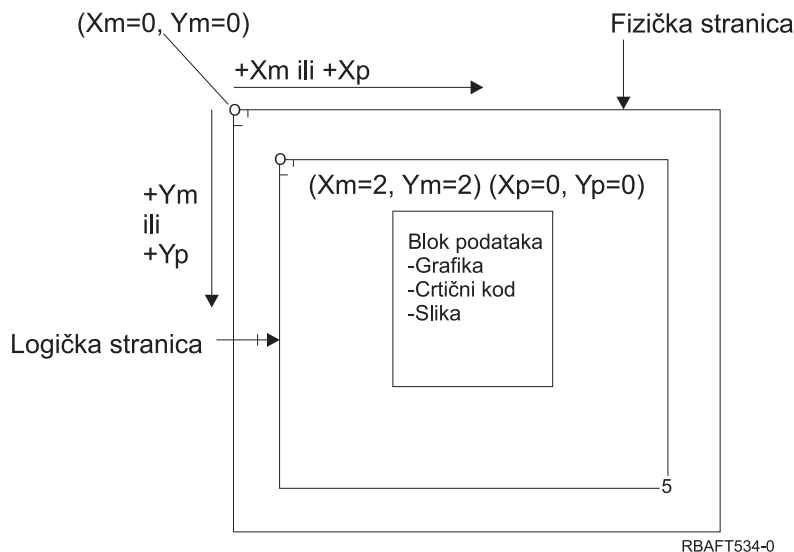 (Xm=0, Ym=0)
Fizička stranica
+Xm ili +Xp
(Xm=2, Ym=2) (Xp=0, Yp=0)
+Ym
ili
+Yp
Blok podataka
-Grafika
-Crtični kod
-Slika
Logička stranica
5
RBAFT534-0